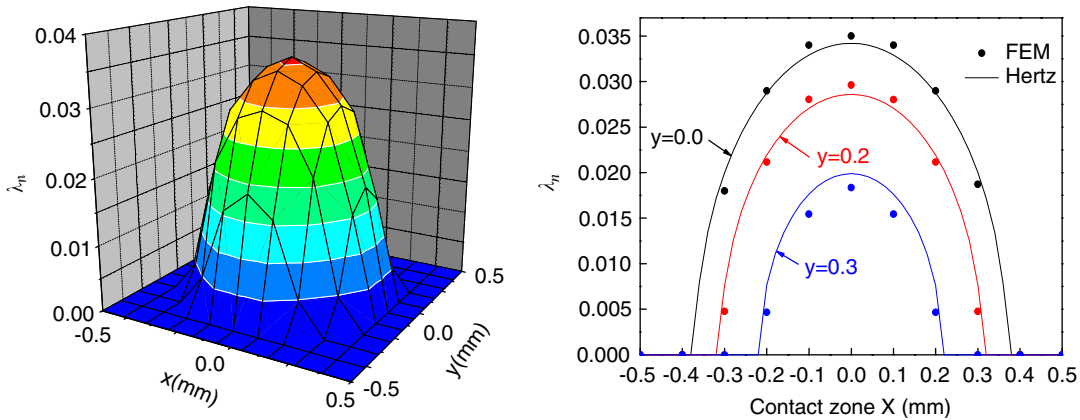 0.04
0.03
0.02
0.01
0.00
λn
-0.5
0.0
0.5
x(mm)
-0.5
0.0
0.5
y(mm)
0.035
0.030
0.025
0.020
0.015
0.010
0.005
0.000
λn
FEM
Hertz
y=0.0
y=0.2
y=0.3
-0.5 -0.4 -0.3 -0.2 -0.1 0.0 0.1 0.2 0.3 0.4 0.5
Contact zone X (mm)